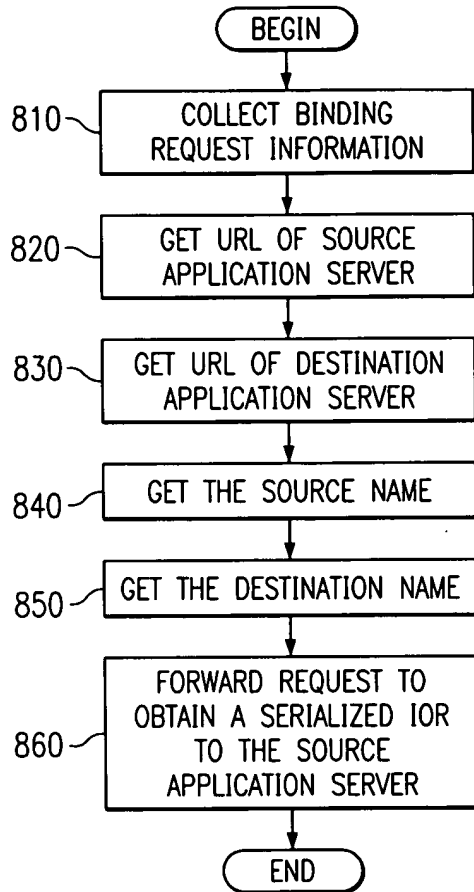 BEGIN
810
COLLECT BINDING
REQUEST INFORMATION
820
GET URL OF SOURCE
APPLICATION SERVER
830
GET URL OF DESTINATION
APPLICATION SERVER
840
GET THE SOURCE NAME
850
GET THE DESTINATION NAME
860
FORWARD REQUEST TO
OBTAIN A SERIALIZED IOR
TO THE SOURCE
APPLICATION SERVER
END